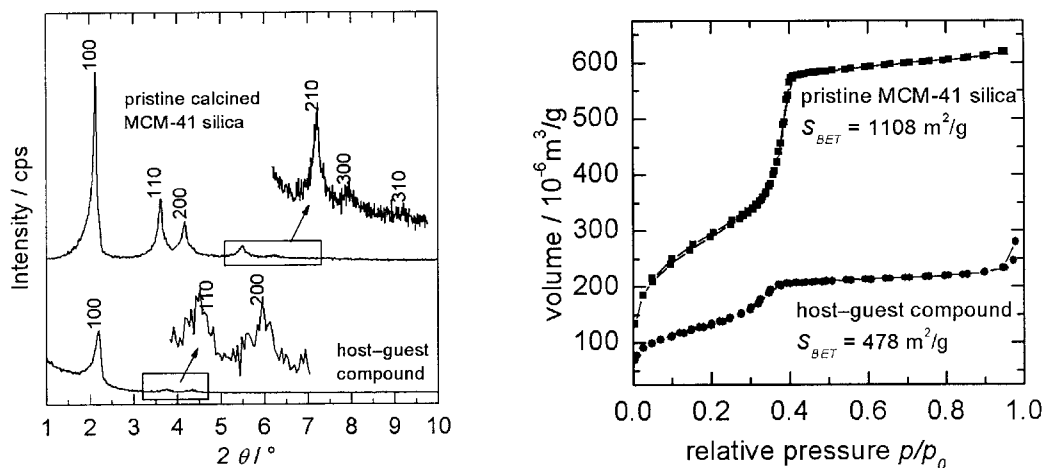 Intensity / cps
100
pristine calcined
MCM-41 silica
110
200
210
300
310
100
110
200
host–guest
compound
1 2 3 4 5 6 7 8 9 10
2 θ / °
volume / 10⁻⁶m³/g
600
500
400
300
200
100
pristine MCM-41 silica
S_BET = 1108 m²/g
host–guest compound
S_BET = 478 m²/g
0.0 0.2 0.4 0.6 0.8 1.0
relative pressure p/p₀